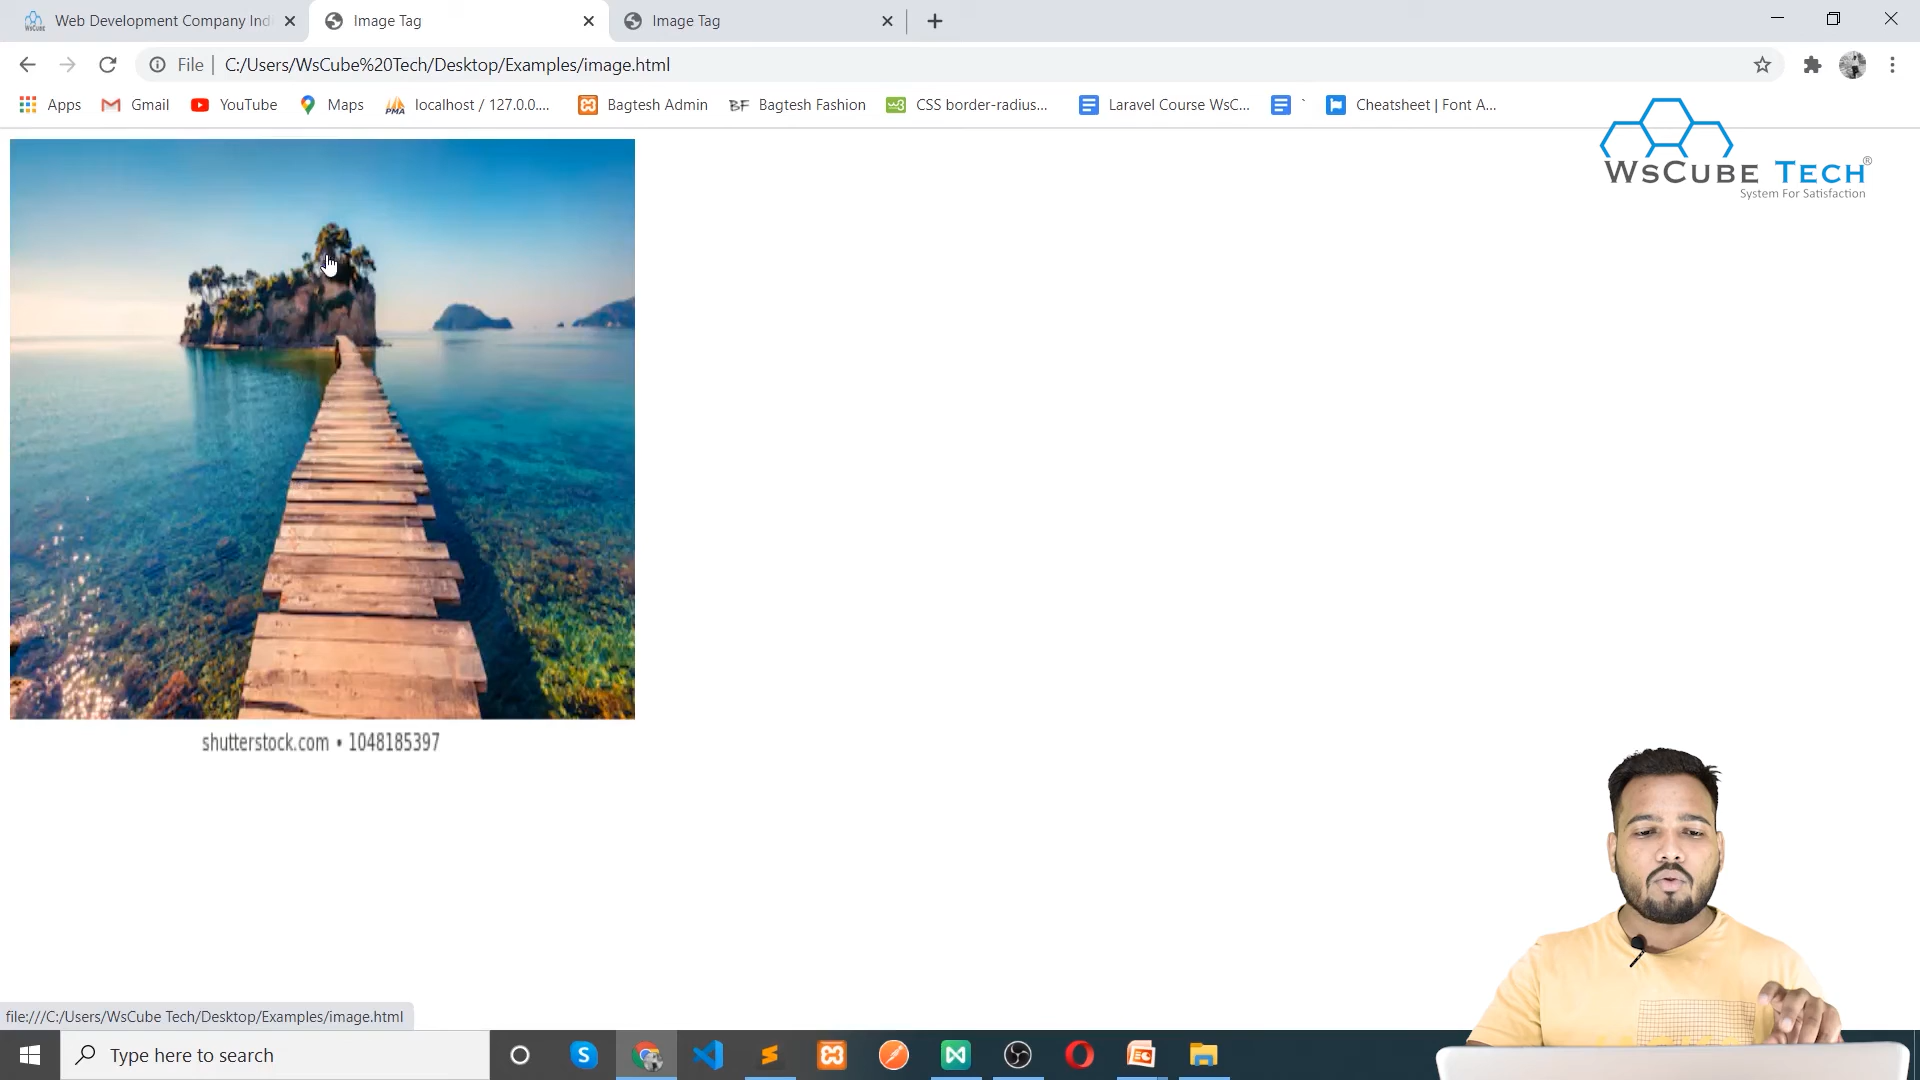 Web Development Company Ind
Image Tag
Image Tag
File
C:/Users/WsCube%20Tech/Desktop/Examples/image.html
Apps
Gmail
YouTube
Maps
localhost / 127.0.0....
Bagtesh Admin
BF
Bagtesh Fashion
CSS border-radius...
Laravel Course WsC...
`
Cheatsheet | Font A...
WsCube Tech®
System For Satisfaction
shutterstock.com • 1048185397
file:///C:/Users/WsCube Tech/Desktop/Examples/image.html
Type here to search